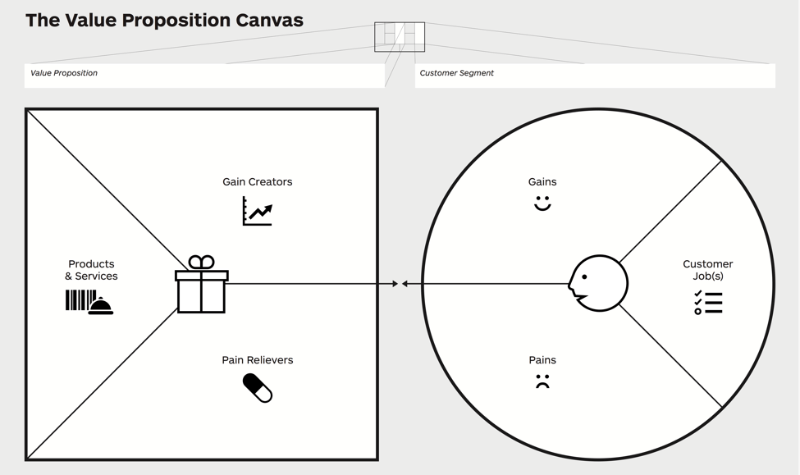 The Value Proposition Canvas
Value Proposition
Customer Segment
Gain Creators
Gains
Products
& Services
Customer
Job(s)
Pain Relievers
Pains